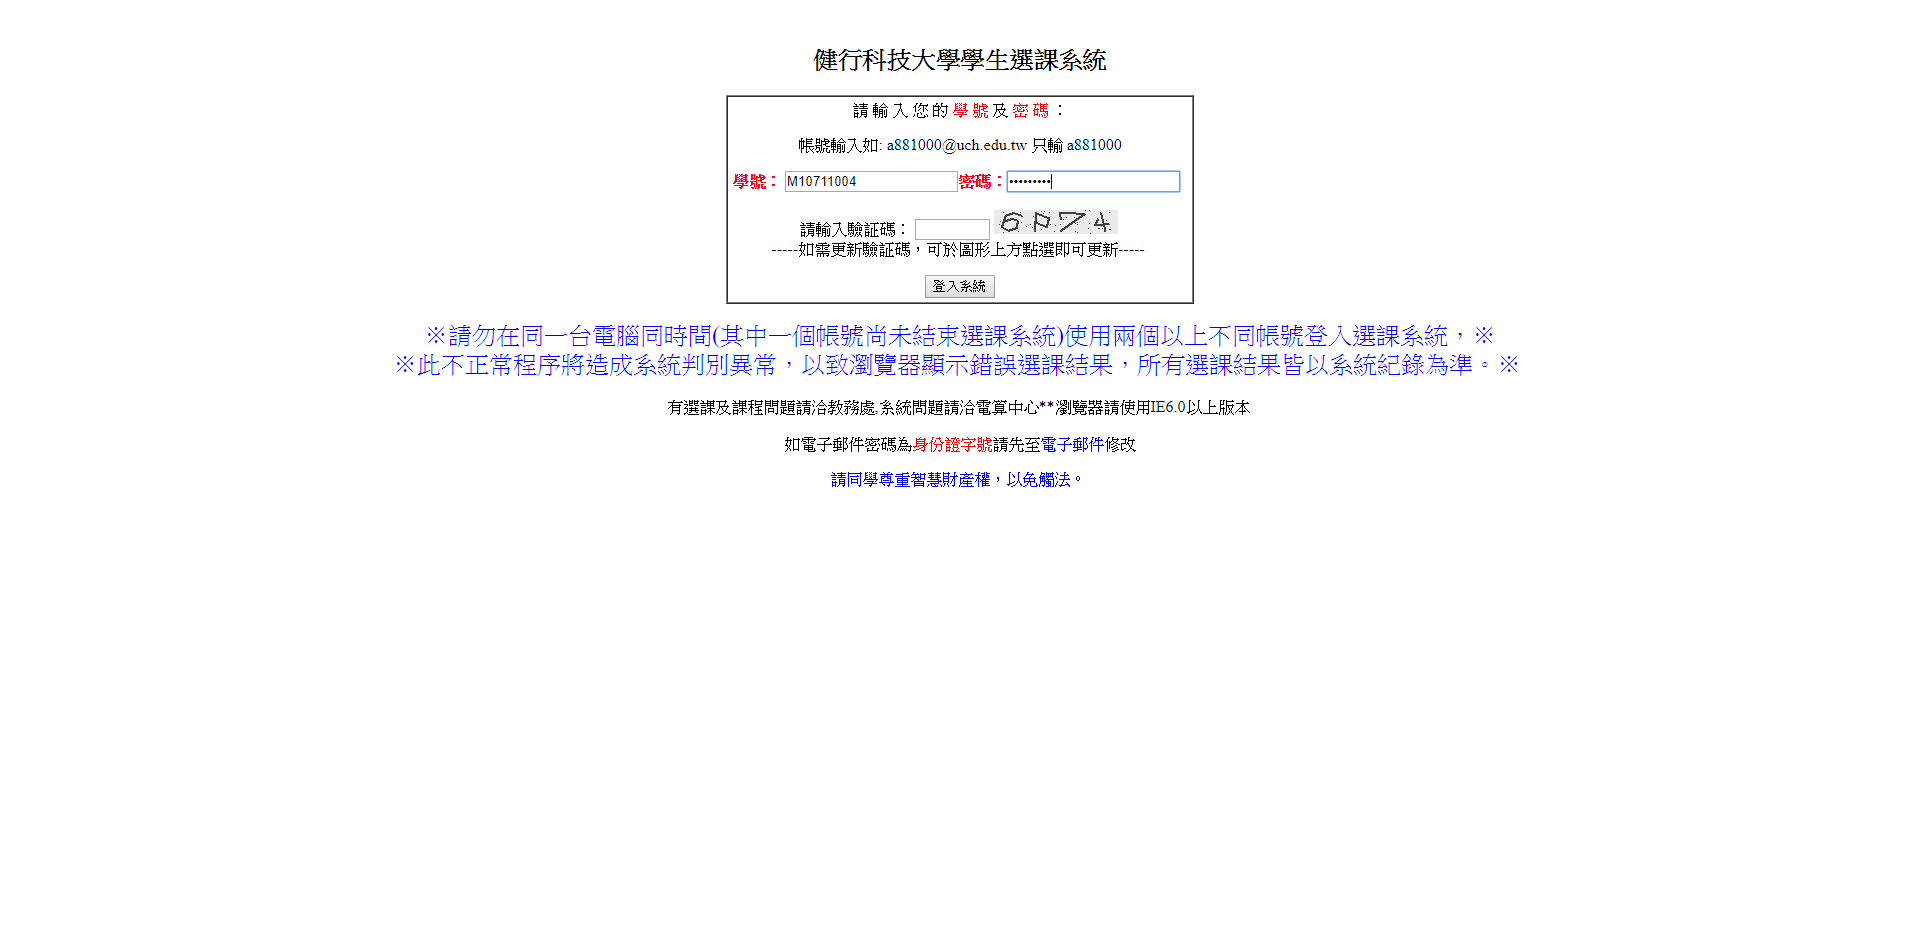 健行科技大學學生選課系統
請 輸 入 您 的 學 號 及 密 碼 ：
帳號輸入如: a881000@uch.edu.tw 只輸 a881000
學號： M10711004 密碼：•••••••••
請輸入驗証碼： 6P74
-----如需更新驗証碼，可於圖形上方點選即可更新-----
登入系統
※請勿在同一台電腦同時間(其中一個帳號尚未結束選課系統)使用兩個以上不同帳號登入選課系統，※
※此不正常程序將造成系統判別異常，以致瀏覽器顯示錯誤選課結果，所有選課結果皆以系統紀錄為準。※
有選課及課程問題請洽教務處,系統問題請洽電算中心**瀏覽器請使用IE6.0以上版本
如電子郵件密碼為身份證字號請先至電子郵件修改
請同學尊重智慧財產權，以免觸法。